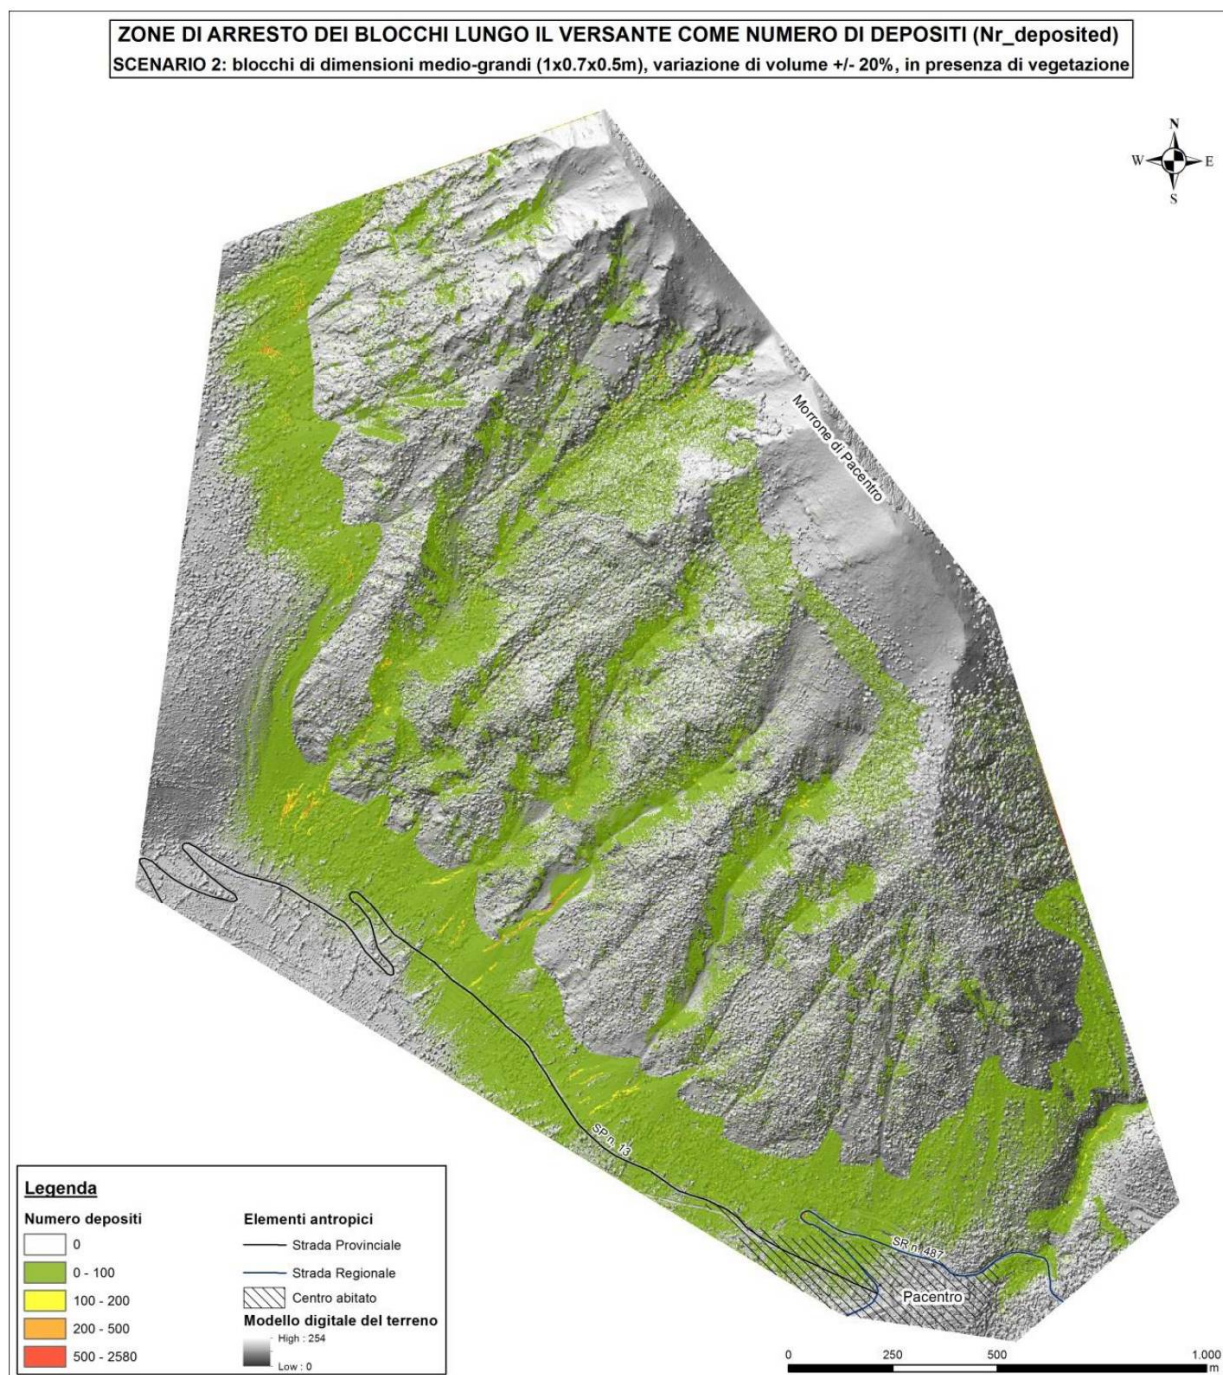 ZONE DI ARRESTO DEI BLOCCHI LUNGO IL VERSANTE COME NUMERO DI DEPOSITI (Nr_deposited)
SCENARIO 2: blocchi di dimensioni medio-grandi (1x0.7x0.5m), variazione di volume +/- 20%, in presenza di vegetazione
N
W E
S
Morrone di Pacentro
SP n. 13
SR n. 487
Pacentro
Legenda
Numero depositi
0
0 - 100
100 - 200
200 - 500
500 - 2580
Elementi antropici
Strada Provinciale
Strada Regionale
Centro abitato
Modello digitale del terreno
High : 254
Low : 0
0 250 500 1.000
m